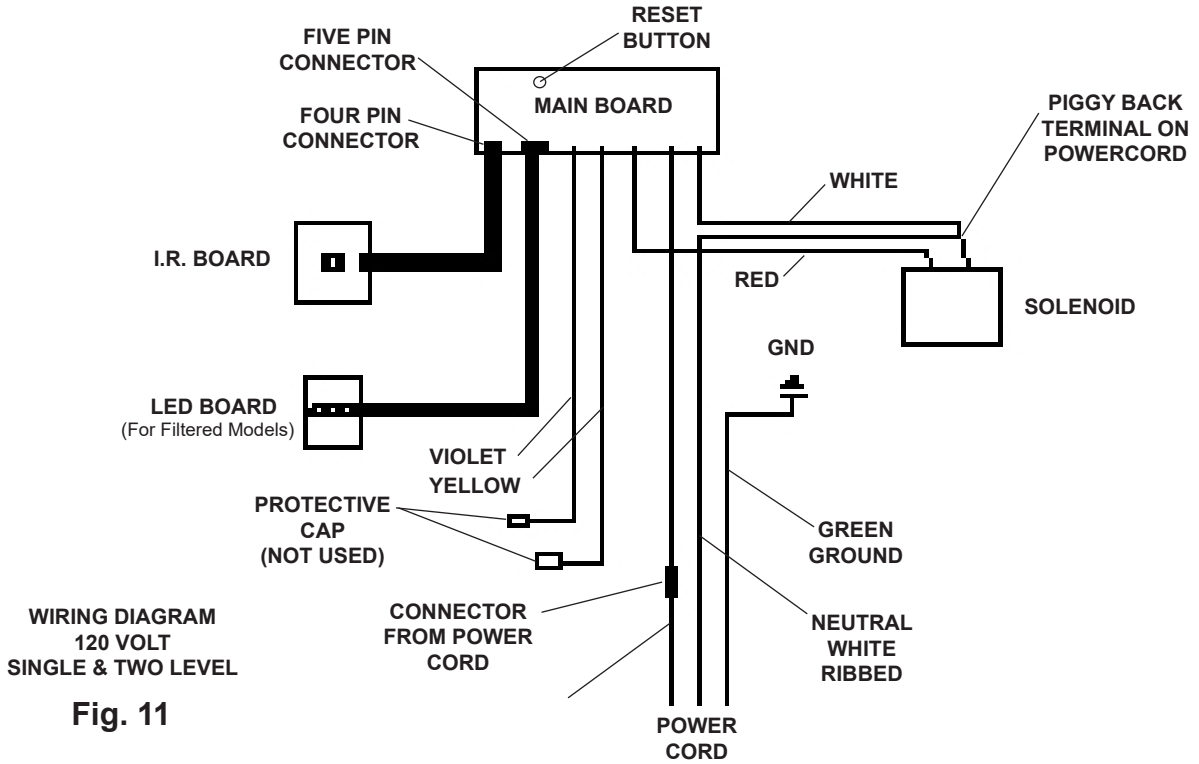 RESET
BUTTON
FIVE PIN
CONNECTOR
MAIN BOARD
FOUR PIN
CONNECTOR
PIGGY BACK
TERMINAL ON
POWERCORD
WHITE
I.R. BOARD
RED
SOLENOID
GND
LED BOARD
(For Filtered Models)
VIOLET
YELLOW
PROTECTIVE
CAP
(NOT USED)
GREEN
GROUND
CONNECTOR
FROM POWER
CORD
NEUTRAL
WHITE
RIBBED
WIRING DIAGRAM
120 VOLT
SINGLE & TWO LEVEL
Fig. 11
POWER
CORD